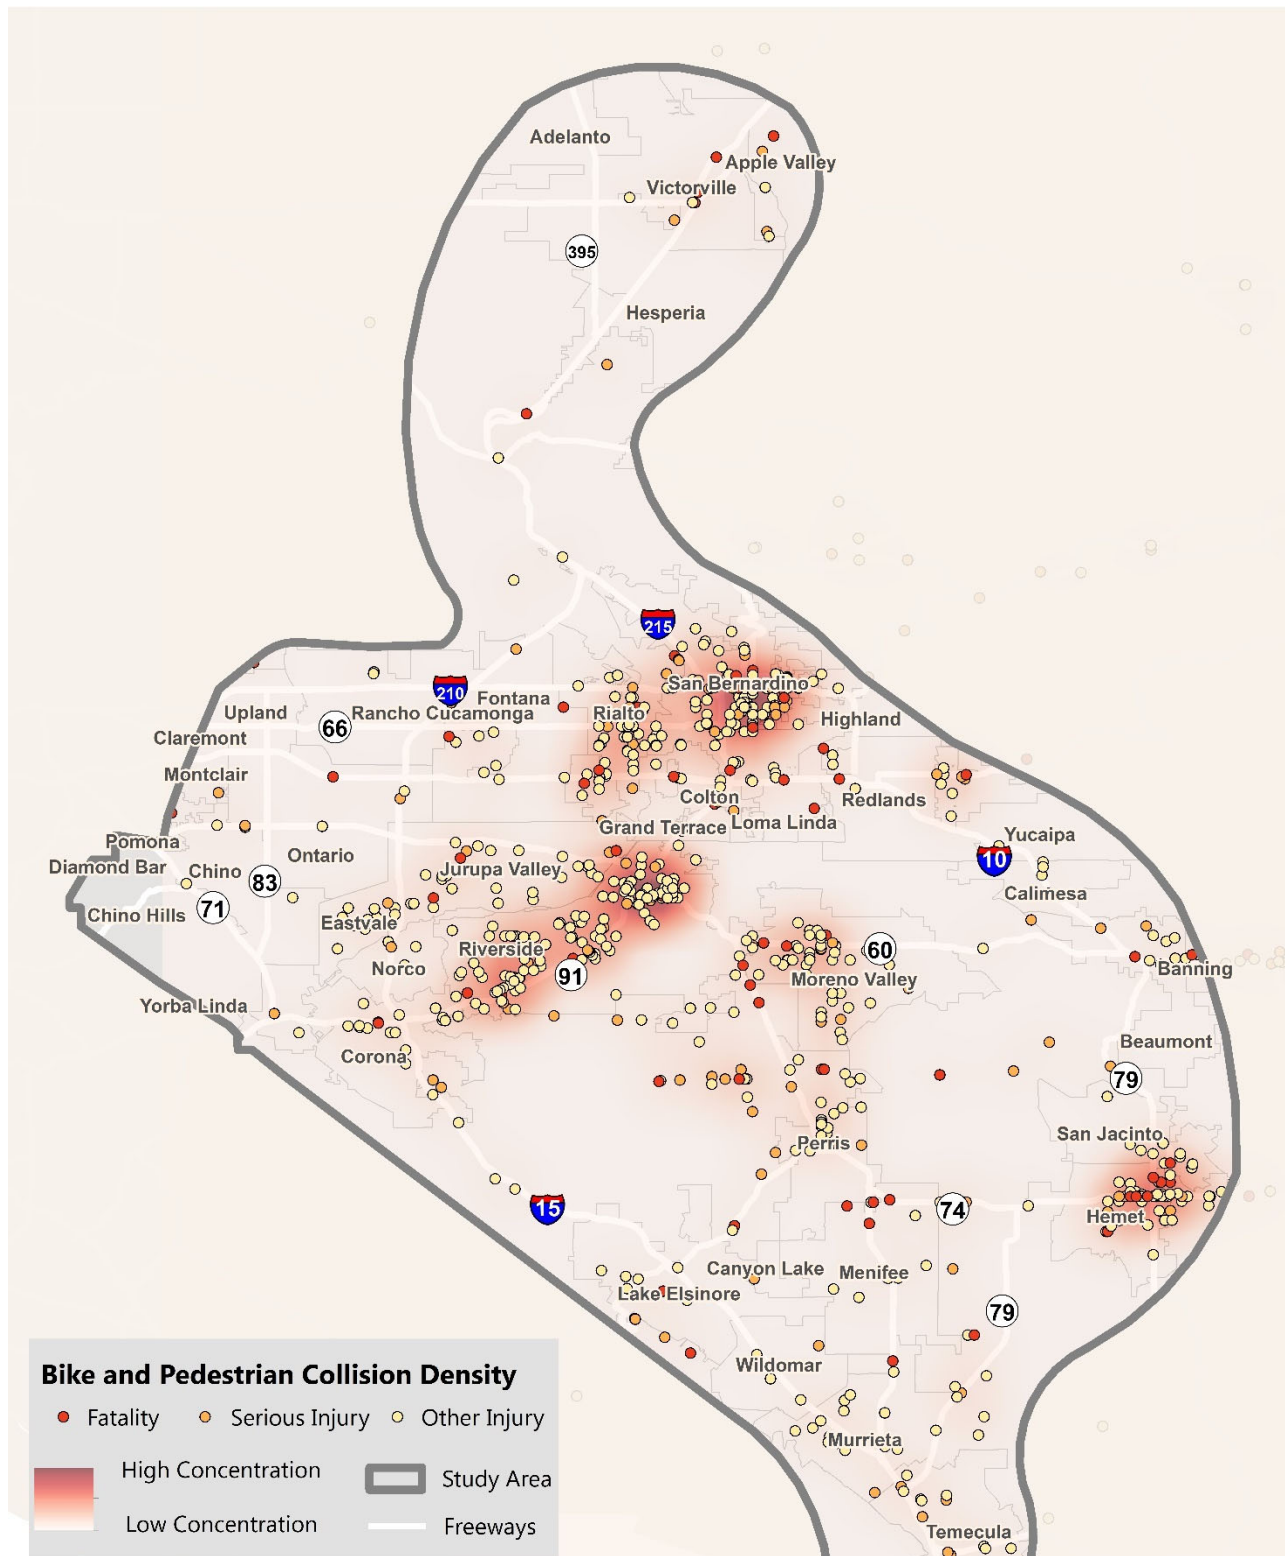 Adelanto
Apple Valley
Victorville
395
Hesperia
215
San Bernardino
210
Fontana
Upland
66
Rancho Cucamonga
Rialto
Highland
Claremont
Montclair
Colton
Redlands
Grand Terrace
Loma Linda
Yucaipa
Pomona
Diamond Bar
Chino
83
Ontario
Jurupa Valley
10
Calimesa
71
Chino Hills
Eastvale
Riverside
60
Norco
91
Moreno Valley
Banning
Yorba Linda
Corona
Beaumont
79
Perris
San Jacinto
15
74
Hemet
Canyon Lake
Menifee
Lake Elsinore
79
Wildomar
Murrieta
Temecula
Bike and Pedestrian Collision Density
Fatality Serious Injury Other Injury
High Concentration
Study Area
Low Concentration
Freeways